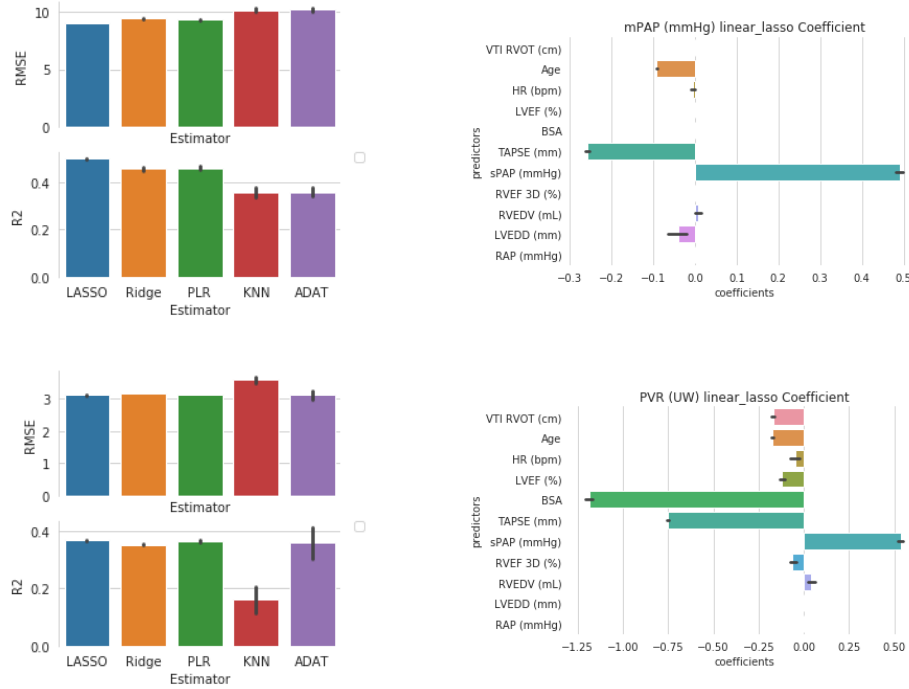 10
5
0
RMSE
Estimator
0.4
0.2
0.0
R2
LASSO Ridge PLR KNN ADAT
Estimator
mPAP (mmHg) linear_lasso Coefficient
predictors
VTI RVOT (cm)
Age
HR (bpm)
LVEF (%)
BSA
TAPSE (mm)
sPAP (mmHg)
RVEF 3D (%)
RVEDV (mL)
LVEDD (mm)
RAP (mmHg)
−0.3 −0.2 −0.1 0.0 0.1 0.2 0.3 0.4 0.5
coefficients
3
2
1
0
RMSE
Estimator
0.4
0.2
0.0
R2
LASSO Ridge PLR KNN ADAT
Estimator
PVR (UW) linear_lasso Coefficient
predictors
VTI RVOT (cm)
Age
HR (bpm)
LVEF (%)
BSA
TAPSE (mm)
sPAP (mmHg)
RVEF 3D (%)
RVEDV (mL)
LVEDD (mm)
RAP (mmHg)
−1.25 −1.00 −0.75 −0.50 −0.25 0.00 0.25 0.50
coefficients